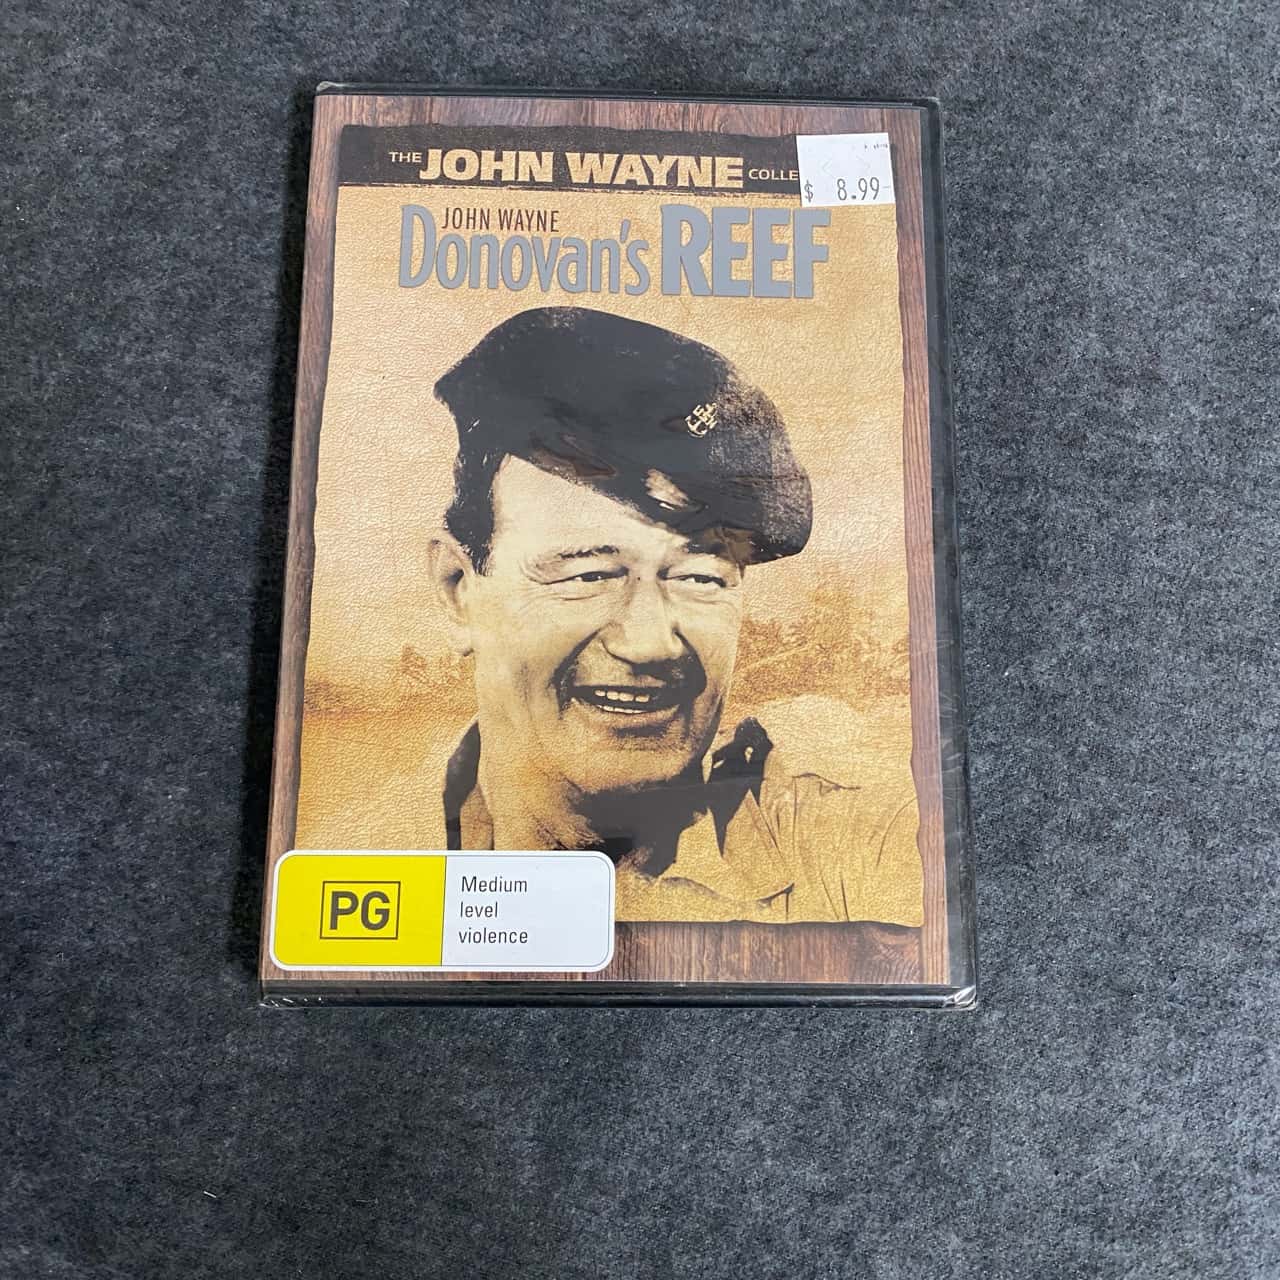 THE JOHN WAYNE COLLE
$ 8.99
JOHN WAYNE
Donovan's REEF
PG
Medium
level
violence